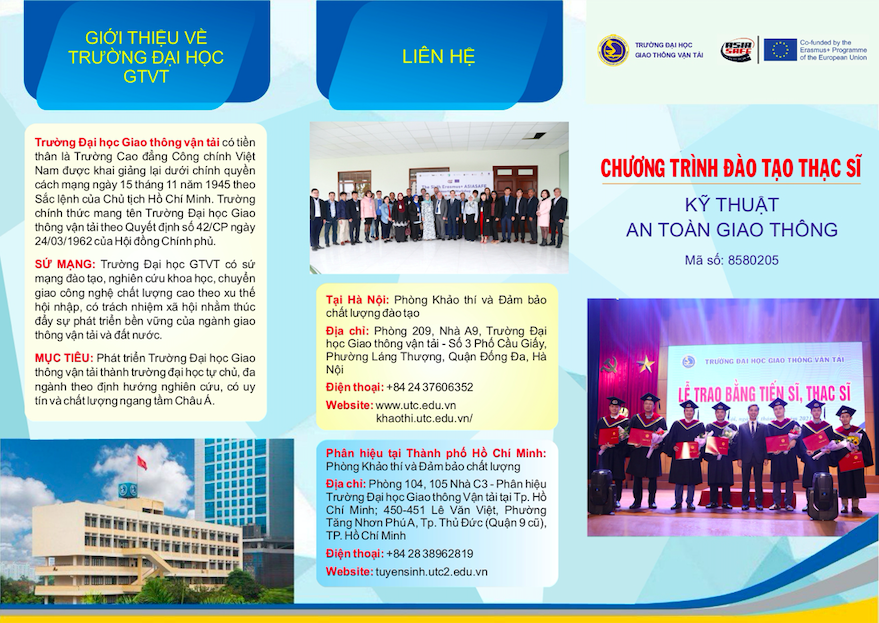 GIỚI THIỆU VỀ
TRƯỜNG ĐẠI HỌC
GTVT
Trường Đại học Giao thông vận tải có tiền
thân là Trường Cao đẳng Công chính Việt
Nam được khai giảng lại dưới chính quyền
cách mạng ngày 15 tháng 11 năm 1945 theo
Sắc lệnh của Chủ tịch Hồ Chí Minh. Trường
chính thức mang tên Trường Đại học Giao
thông vận tải theo Quyết định số 42/CP ngày
24/03/1962 của Hội đồng Chính phủ.
SỨ MẠNG: Trường Đại học GTVT có sứ
mạng đào tạo, nghiên cứu khoa học, chuyển
giao công nghệ chất lượng cao theo xu thế
hội nhập, có trách nhiệm xã hội nhằm thúc
đẩy sự phát triển bền vững của ngành giao
thông vận tải và đất nước.
MỤC TIÊU: Phát triển Trường Đại học Giao
thông vận tải thành trường đại học tự chủ, đa
ngành theo định hướng nghiên cứu, có uy
tín và chất lượng ngang tầm Châu Á.
LIÊN HỆ
Tại Hà Nội: Phòng Khảo thí và Đảm bảo
chất lượng đào tạo
Địa chỉ: Phòng 209, Nhà A9, Trường Đại
học Giao thông vận tải - Số 3 Phố Cầu Giấy,
Phường Láng Thượng, Quận Đống Đa, Hà
Nội
Điện thoại: +84 24 37606352
Website: www.utc.edu.vn
khaothi.utc.edu.vn/
Phân hiệu tại Thành phố Hồ Chí Minh:
Phòng Khảo thí và Đảm bảo chất lượng
Địa chỉ: Phòng 104, 105 Nhà C3 - Phân hiệu
Trường Đại học Giao thông Vận tải tại Tp. Hồ
Chí Minh; 450-451 Lê Văn Việt, Phường
Tăng Nhơn Phú A, Tp. Thủ Đức (Quận 9 cũ),
TP. Hồ Chí Minh
Điện thoại: +84 28 38962819
Website: tuyensinh.utc2.edu.vn
TRƯỜNG ĐẠI HỌC
GIAO THÔNG VẬN TẢI
ASIA
SAFE
Co-funded by the
Erasmus+ Programme
of the European Union
CHƯƠNG TRÌNH ĐÀO TẠO THẠC SĨ
KỸ THUẬT
AN TOÀN GIAO THÔNG
Mã số: 8580205
TRƯỜNG ĐẠI HỌC GIAO THÔNG VẬN TẢI
LỄ TRAO BẰNG TIẾN SĨ, THẠC SĨ